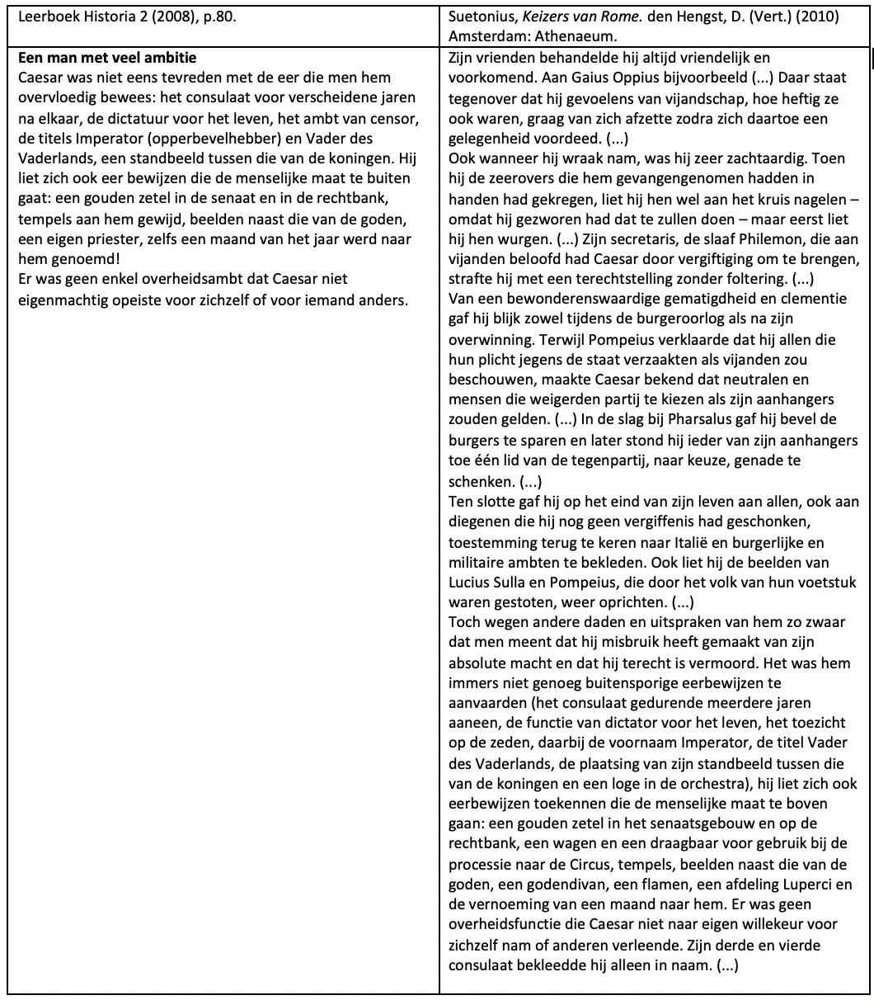 Leerboek Historia 2 (2008), p.80.
Een man met veel ambitie
Caesar was niet eens tevreden met de eer die men hem
overvloedig bewees: het consulaat voor verscheidene jaren
na elkaar, de dictatuur voor het leven, het ambt van censor,
de titels Imperator (opperbevelhebber) en Vader des
Vaderlands, een standbeeld tussen die van de koningen. Hij
liet zich ook eer bewijzen die de menselijke maat te buiten
gaat: een gouden zetel in de senaat en in de rechtbank,
tempels aan hem gewijd, beelden naast die van de goden,
een eigen priester, zelfs een maand van het jaar werd naar
hem genoemd!
Er was geen enkel overheidsambt dat Caesar niet
eigenmachtig opeiste voor zichzelf of voor iemand anders.
Suetonius, Keizers van Rome. den Hengst, D. (Vert.) (2010)
Amsterdam: Athenaeum.
Zijn vrienden behandelde hij altijd vriendelijk en
voorkomend. Aan Gaius Oppius bijvoorbeeld (...) Daar staat
tegenover dat hij gevoelens van vijandschap, hoe heftig ze
ook waren, graag van zich afzette zodra zich daartoe een
gelegenheid voordeed. (...)
Ook wanneer hij wraak nam, was hij zeer zachtaardig. Toen
hij de zeerovers die hem gevangengenomen hadden in
handen had gekregen, liet hij hen wel aan het kruis nagelen –
omdat hij gezworen had dat te zullen doen – maar eerst liet
hij hen wurgen. (...) Zijn secretaris, de slaaf Philemon, die aan
vijanden beloofd had Caesar door vergiftiging om te brengen,
strafte hij met een terechtstelling zonder foltering. (...)
Van een bewonderenswaardige gematigdheid en clementie
gaf hij blijk zowel tijdens de burgeroorlog als na zijn
overwinning. Terwijl Pompeius verklaarde dat hij allen die
hun plicht jegens de staat verzaakten als vijanden zou
beschouwen, maakte Caesar bekend dat neutralen en
mensen die weigerden partij te kiezen als zijn aanhangers
zouden gelden. (...) In de slag bij Pharsalus gaf hij bevel de
burgers te sparen en later stond hij ieder van zijn aanhangers
toe één lid van de tegenpartij, naar keuze, genade te
schenken. (...)
Ten slotte gaf hij op het eind van zijn leven aan allen, ook aan
diegenen die hij nog geen vergiffenis had geschonken,
toestemming terug te keren naar Italië en burgerlijke en
militaire ambten te bekleden. Ook liet hij de beelden van
Lucius Sulla en Pompeius, die door het volk van hun voetstuk
waren gestoten, weer oprichten. (...)
Toch wegen andere daden en uitspraken van hem zo zwaar
dat men meent dat hij misbruik heeft gemaakt van zijn
absolute macht en dat hij terecht is vermoord. Het was hem
immers niet genoeg buitensporige eerbewijzen te
aanvaarden (het consulaat gedurende meerdere jaren
aaneen, de functie van dictator voor het leven, het toezicht
op de zeden, daarbij de voornaam Imperator, de titel Vader
des Vaderlands, de plaatsing van zijn standbeeld tussen die
van de koningen en een loge in de orchestra), hij liet zich ook
eerbewijzen toekennen die de menselijke maat te boven
gaan: een gouden zetel in het senaatsgebouw en op de
rechtbank, een wagen en een draagbaar voor gebruik bij de
processie naar de Circus, tempels, beelden naast die van de
goden, een godendivan, een flamen, een afdeling Luperci en
de vernoeming van een maand naar hem. Er was geen
overheidsfunctie die Caesar niet naar eigen willekeur voor
zichzelf nam of anderen verleende. Zijn derde en vierde
consulaat bekleedde hij alleen in naam. (...)